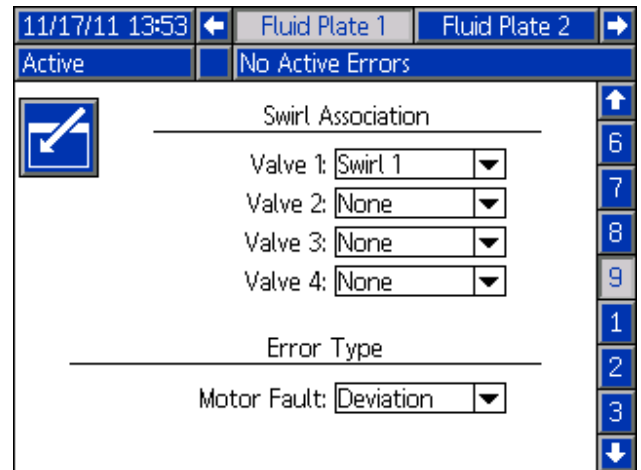 11/17/11 13:53 Fluid Plate 1 Fluid Plate 2
Active No Active Errors
Swirl Association
Valve 1: Swirl 1
Valve 2: None
Valve 3: None
Valve 4: None
Error Type
Motor Fault: Deviation
6
7
8
9
1
2
3